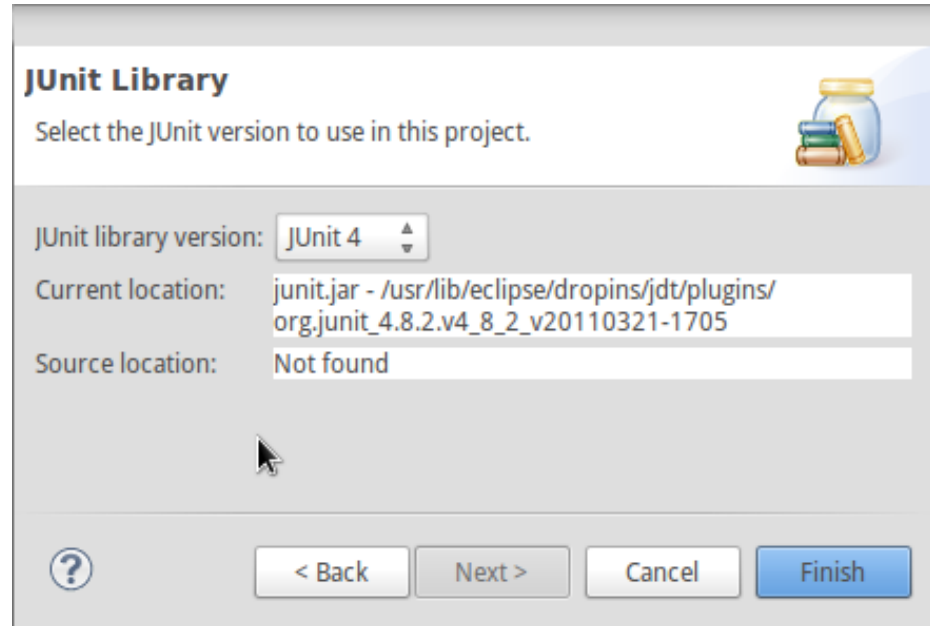 JUnit Library
Select the JUnit version to use in this project.
JUnit library version: JUnit 4
Current location: junit.jar - /usr/lib/eclipse/dropins/jdt/plugins/
org.junit_4.8.2.v4_8_2_v20110321-1705
Source location: Not found
? < Back Next > Cancel Finish